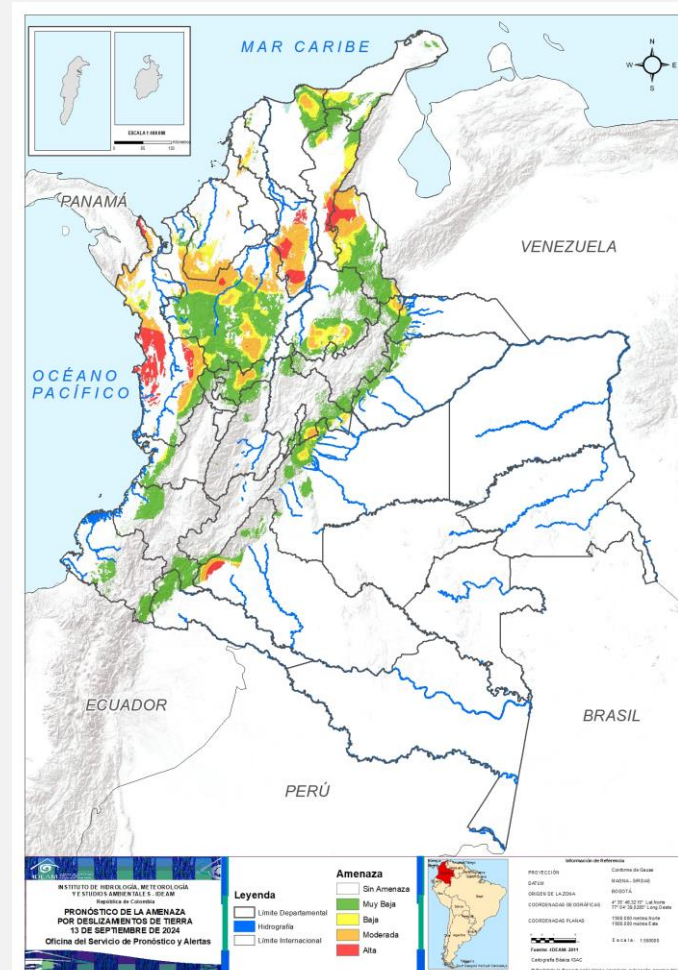 MAR CARIBE
N
W
E
S
PANAMÁ
VENEZUELA
OCÉANO
PACÍFICO
ECUADOR
BRASIL
PERÚ
IDEAM
INSTITUTO DE HIDROLOGÍA, METEOROLOGÍA
Y ESTUDIOS AMBIENTALES - IDEAM
República de Colombia
PRONÓSTICO DE LA AMENAZA
POR DESLIZAMIENTOS DE TIERRA
13 DE SEPTIEMBRE DE 2024
Oficina del Servicio de Pronóstico y Alertas
Leyenda
Límite Departamental
Hidrografía
Límite Internacional
Amenaza
Sin Amenaza
Muy Baja
Baja
Moderada
Alta
Información de Referencia
PROYECCIÓN
Conforme de Gauss
DATUM
MAGNA - SIRGAS
ORIGEN DE LA ZONA
BOGOTÁ
COORDENADAS GEOGRÁFICAS
COORDENADAS PLANAS
Fuente: IDEAM-2011
Cartografía Básica: IGAC